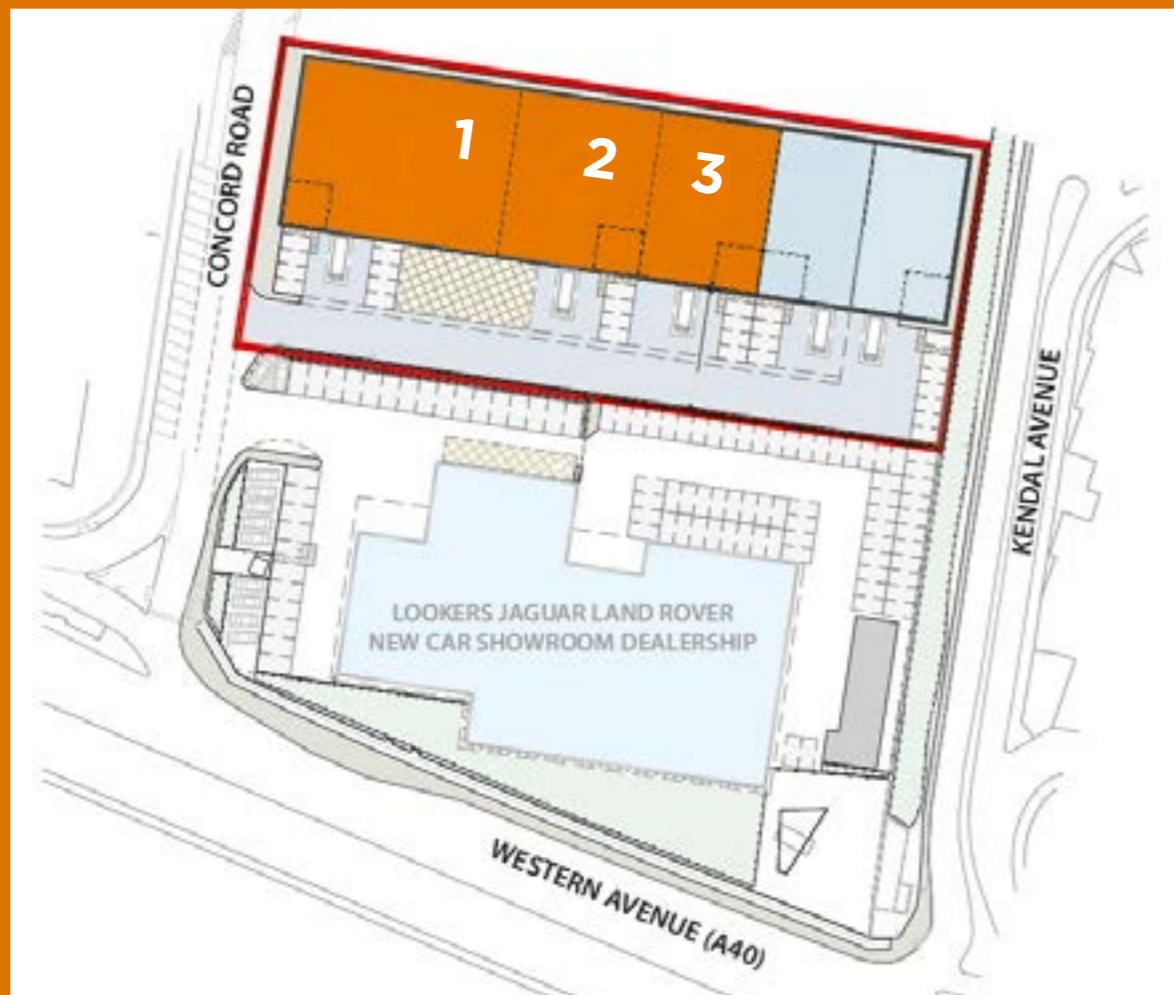 CONCORD ROAD
1
2
3
KENDAL AVENUE
LOOKERS JAGUAR LAND ROVER
NEW CAR SHOWROOM DEALERSHIP
WESTERN AVENUE (A40)